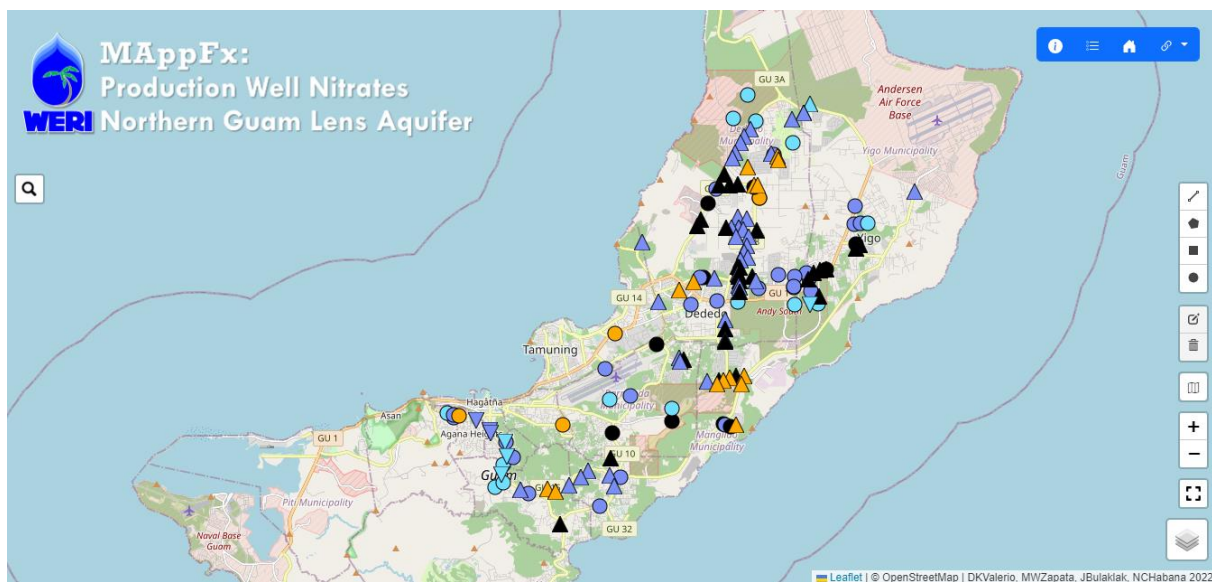 MAppFx:
Production Well Nitrates
WERI Northern Guam Lens Aquifer
GU 3A
Andersen
Air Force
Base
Yigo Municipality
Guam
Yigo
GU 14
Dededo
Andy South
Tamuning
Hagåtña
Asan
Agana Heights
GU 1
Mangilao
Municipality
GU 10
Guam
Piti Municipality
GU 32
Naval Base
Guam
Leaflet | © OpenStreetMap | DKValerio, MWZapata, JBulaklak, NCHabana 2022